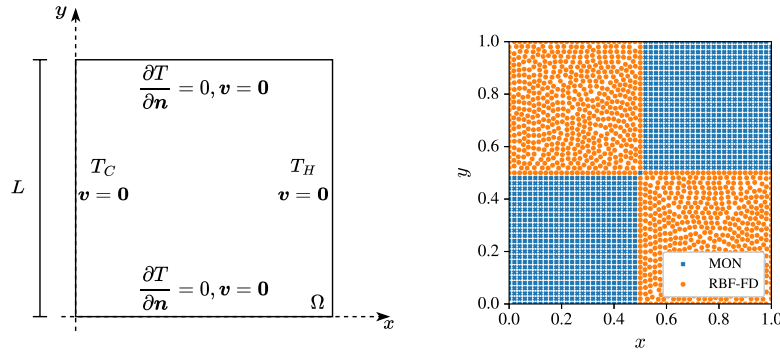 y
∂T/∂n = 0, v = 0
T_C
v = 0
T_H
v = 0
L
∂T/∂n = 0, v = 0
Ω
x
1.0
0.8
0.6
0.4
0.2
0.0
y
MON
RBF-FD
0.0 0.2 0.4 0.6 0.8 1.0
x